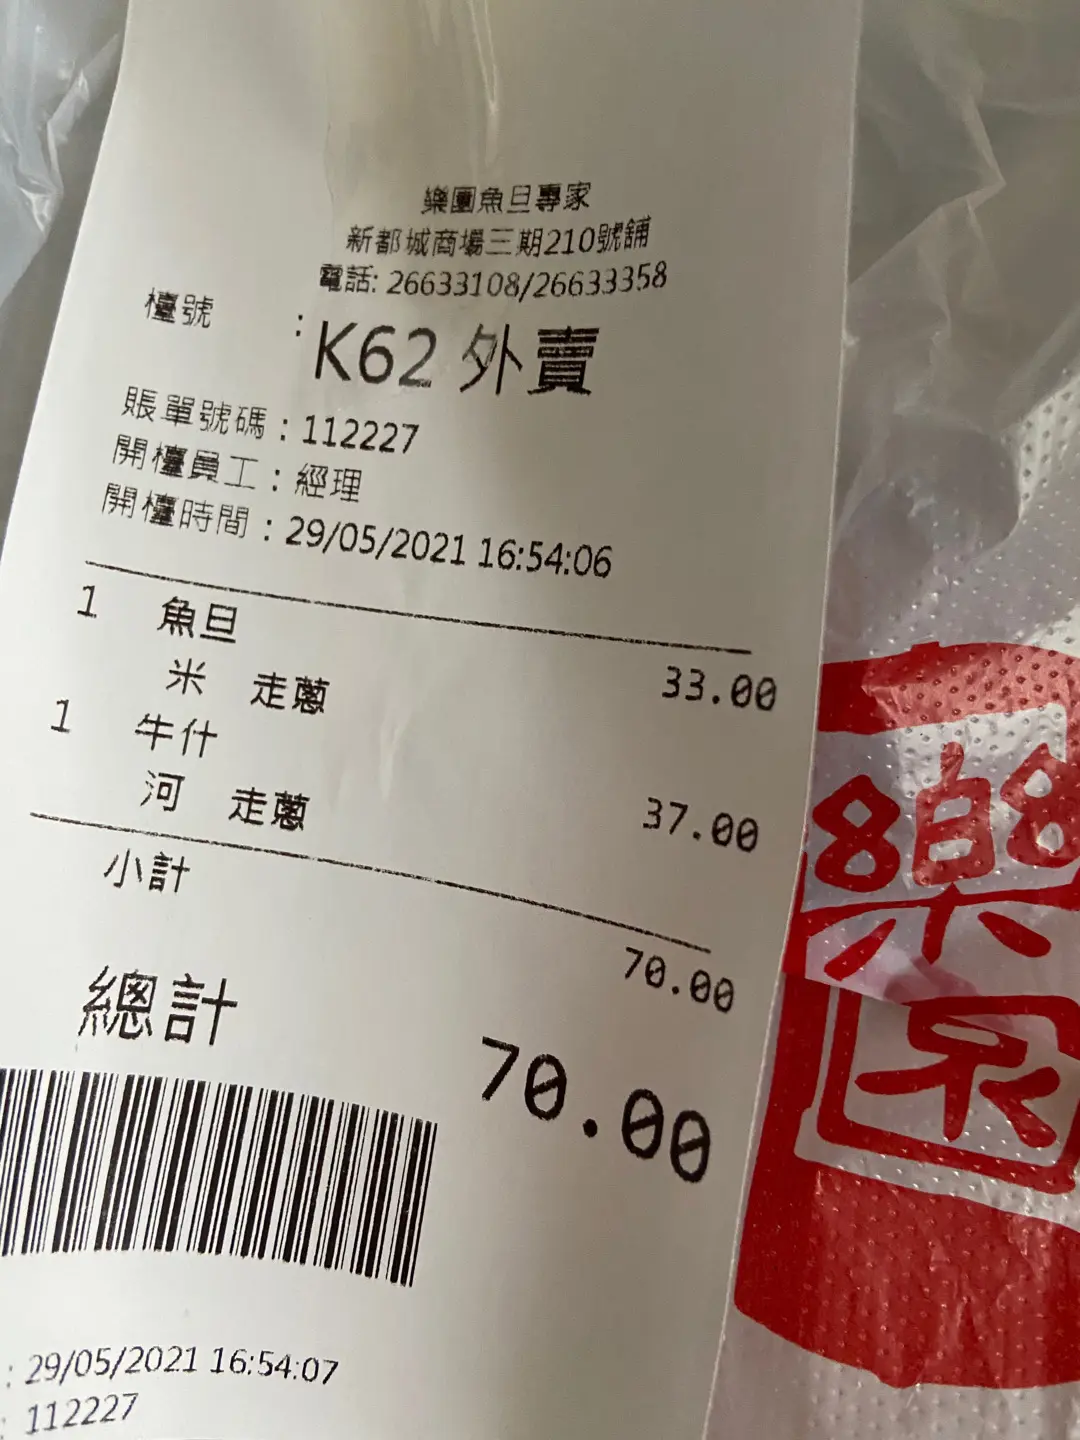 樂園魚旦專家
新都城商場三期210號舖
電話: 26633108/26633358
檯號 : K62 外賣
賬單號碼 : 112227
開檯員工 : 經理
開檯時間 : 29/05/2021 16:54:06
1 魚旦
米 走蔥 33.00
1 牛什
河 走蔥 37.00
小計 70.00
總計 70.00
: 29/05/2021 16:54:07
: 112227
樂園